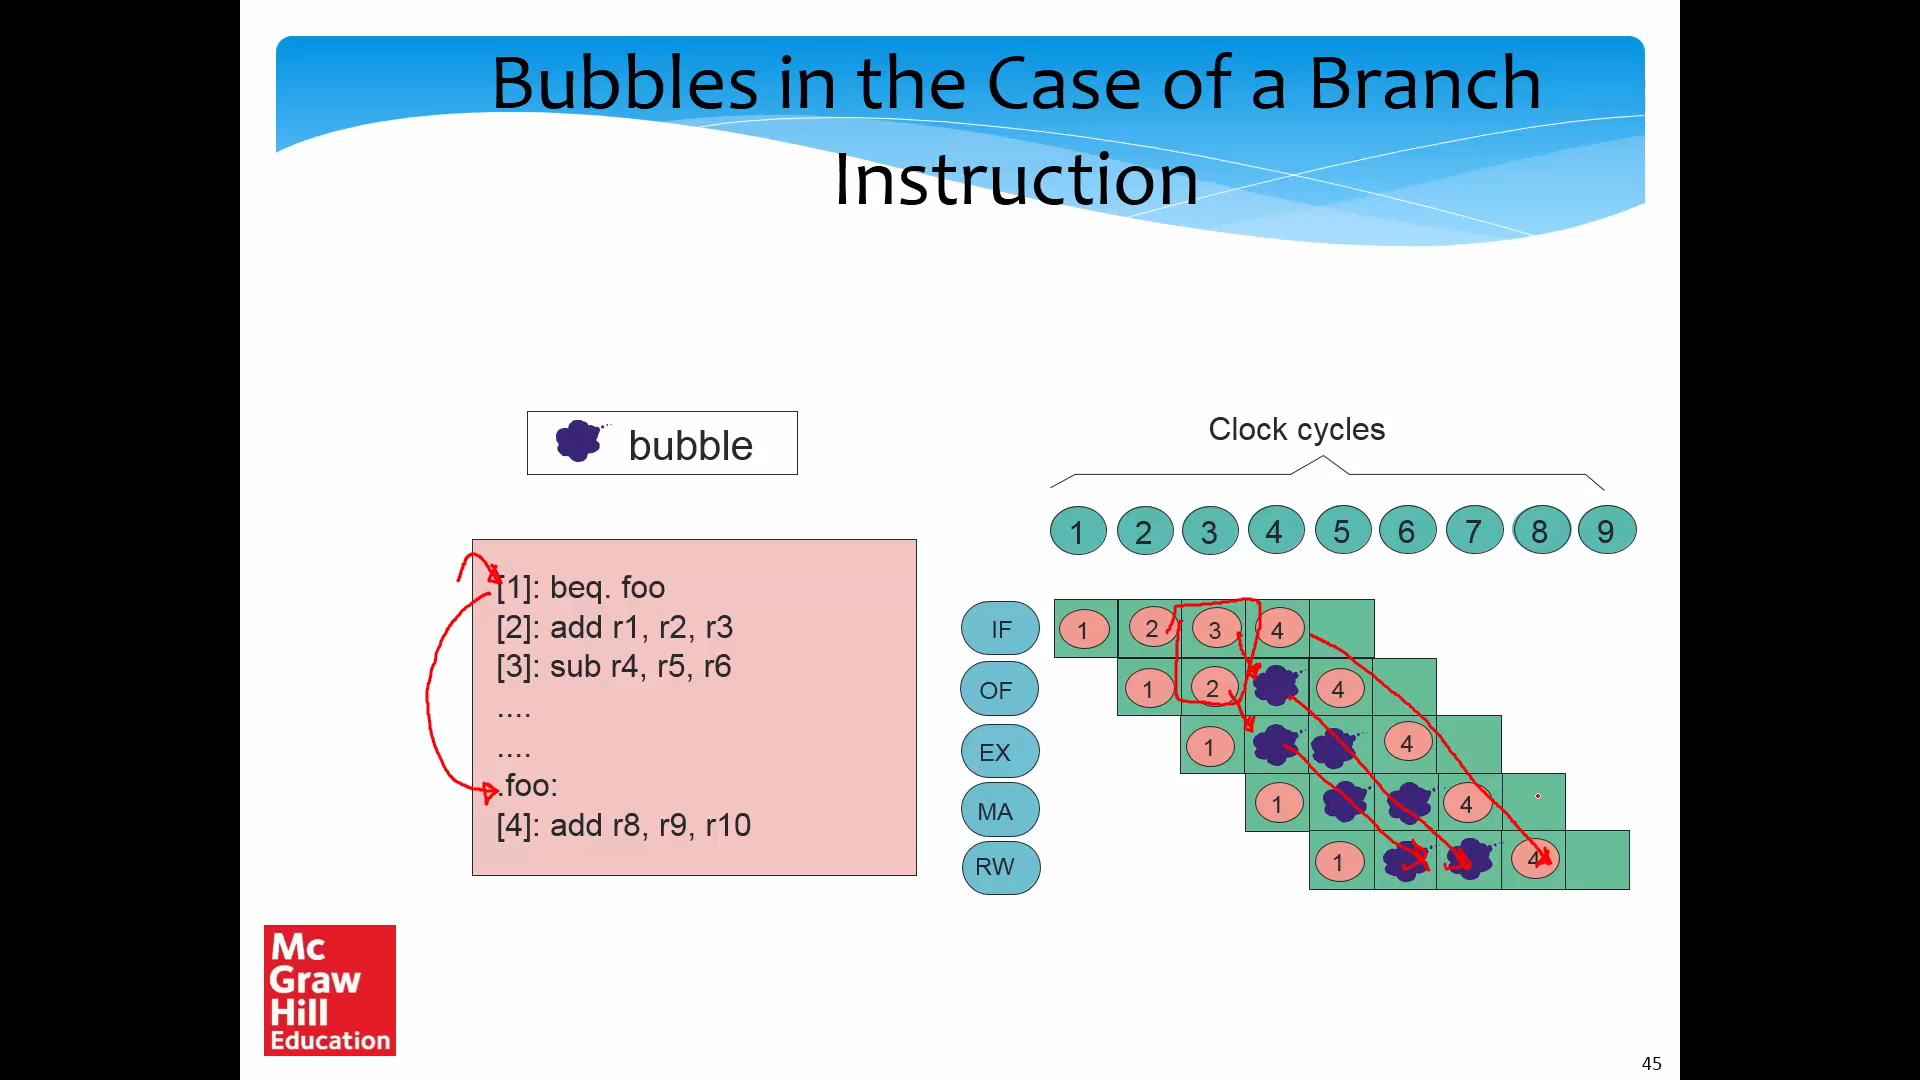 Bubbles in the Case of a Branch
Instruction
bubble
Clock cycles
1 2 3 4 5 6 7 8 9
[1]: beq. foo
[2]: add r1, r2, r3
[3]: sub r4, r5, r6
....
....
.foo:
[4]: add r8, r9, r10
IF 1 2 3 4
OF 1 2 4
EX 1 4
MA 1 4
RW 1 4
Mc
Graw
Hill
Education
45